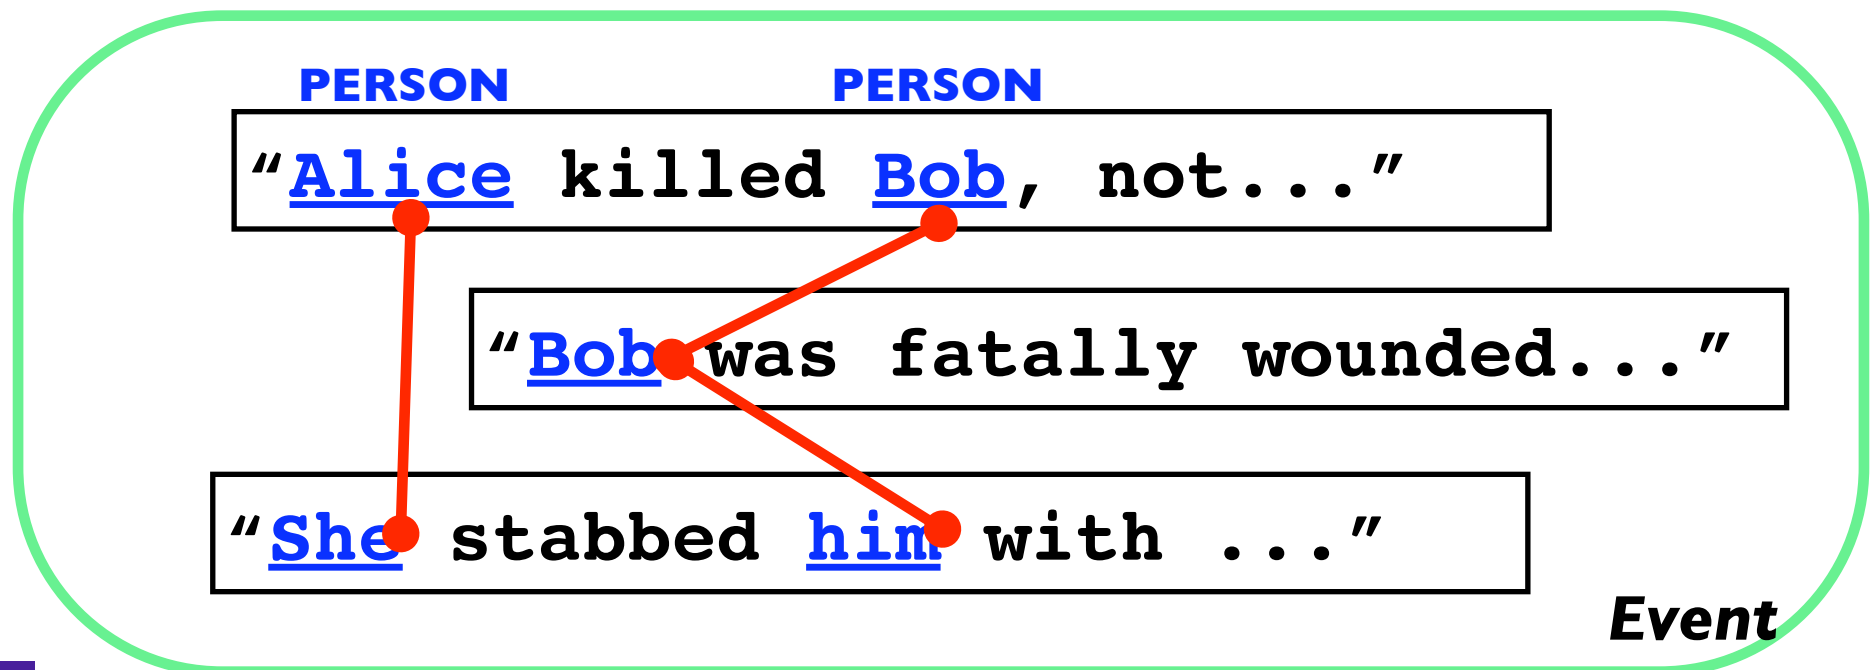 PERSON PERSON
“Alice killed Bob, not...”
“Bob was fatally wounded...”
“She stabbed him with ...”
Event